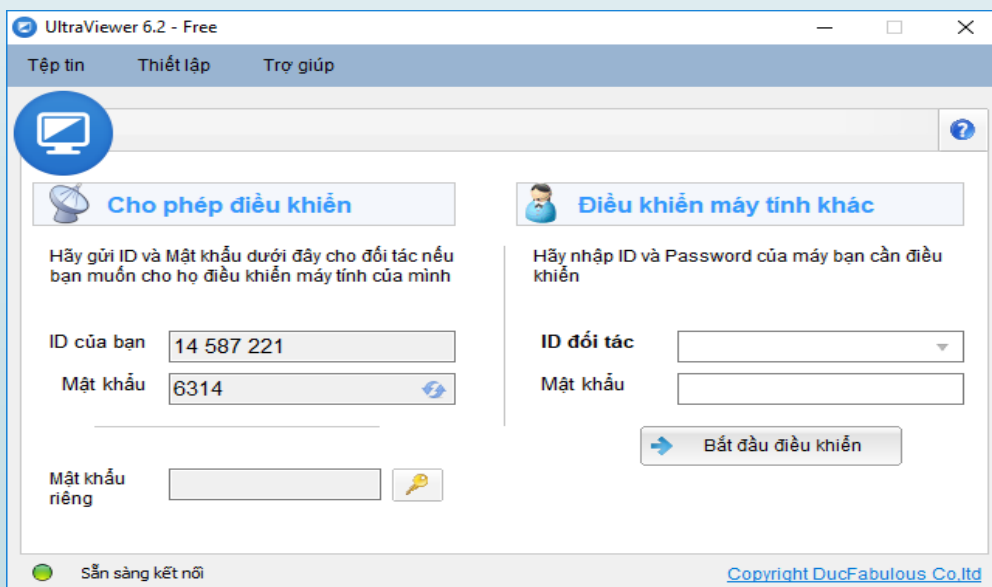 UltraViewer 6.2 - Free
Tệp tin Thiết lập Trợ giúp
Cho phép điều khiển
Hãy gửi ID và Mật khẩu dưới đây cho đối tác nếu
bạn muốn cho họ điều khiển máy tính của mình
ID của bạn 14 587 221
Mật khẩu 6314
Mật khẩu
riêng
Điều khiển máy tính khác
Hãy nhập ID và Password của máy bạn cần điều
khiển
ID đối tác
Mật khẩu
Bắt đầu điều khiển
Sẵn sàng kết nối
Copyright DucFabulous Co.ltd